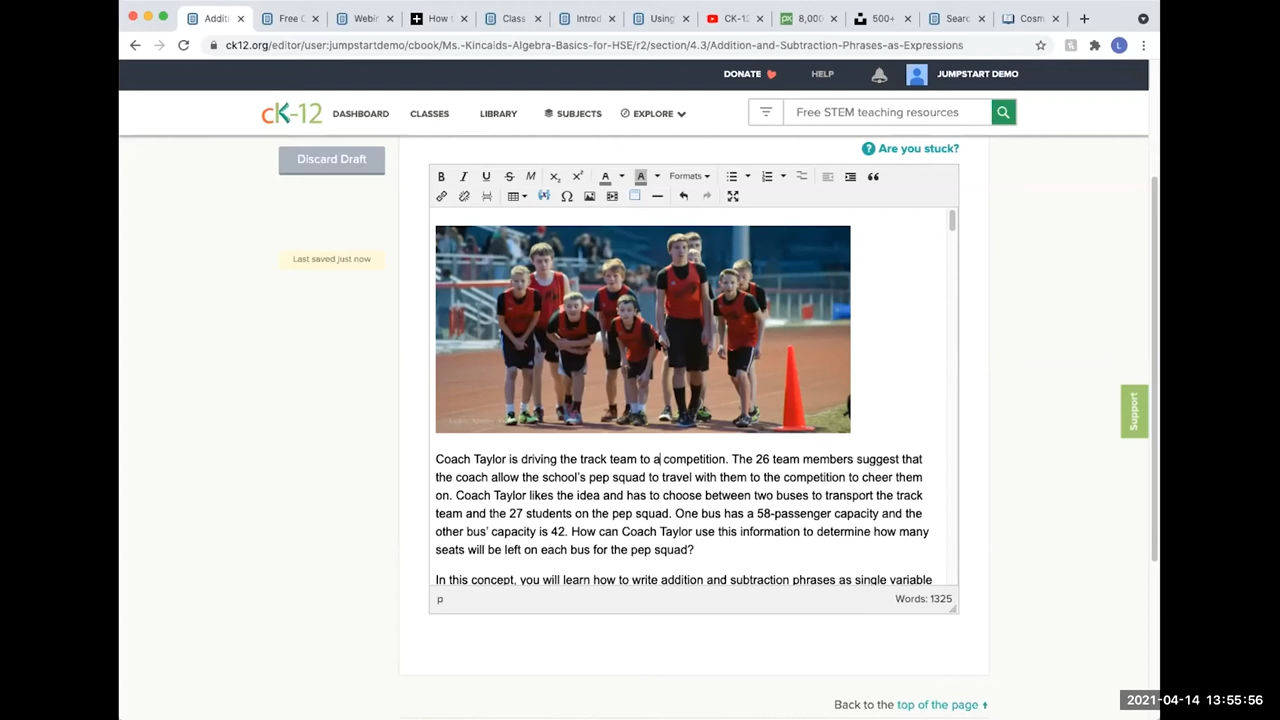 Additi
Free C
Webin
How t
Class
Introd
Using
CK-12
8,000
500+
Searc
Cosm
ck12.org/editor/user:jumpstartdemo/cbook/Ms.-Kincaids-Algebra-Basics-for-HSE/r2/section/4.3/Addition-and-Subtraction-Phrases-as-Expressions
L
DONATE
HELP
JUMPSTART DEMO
cK-12
DASHBOARD
CLASSES
LIBRARY
SUBJECTS
EXPLORE
Free STEM teaching resources
Discard Draft
Are you stuck?
B I U S M X₂ X² A A Formats
Last saved just now
Coach Taylor is driving the track team to a competition. The 26 team members suggest that
the coach allow the school's pep squad to travel with them to the competition to cheer them
on. Coach Taylor likes the idea and has to choose between two buses to transport the track
team and the 27 students on the pep squad. One bus has a 58-passenger capacity and the
other bus' capacity is 42. How can Coach Taylor use this information to determine how many
seats will be left on each bus for the pep squad?
In this concept, you will learn how to write addition and subtraction phrases as single variable
p
Words: 1325
Support
Back to the top of the page
2021-04-14 13:55:56